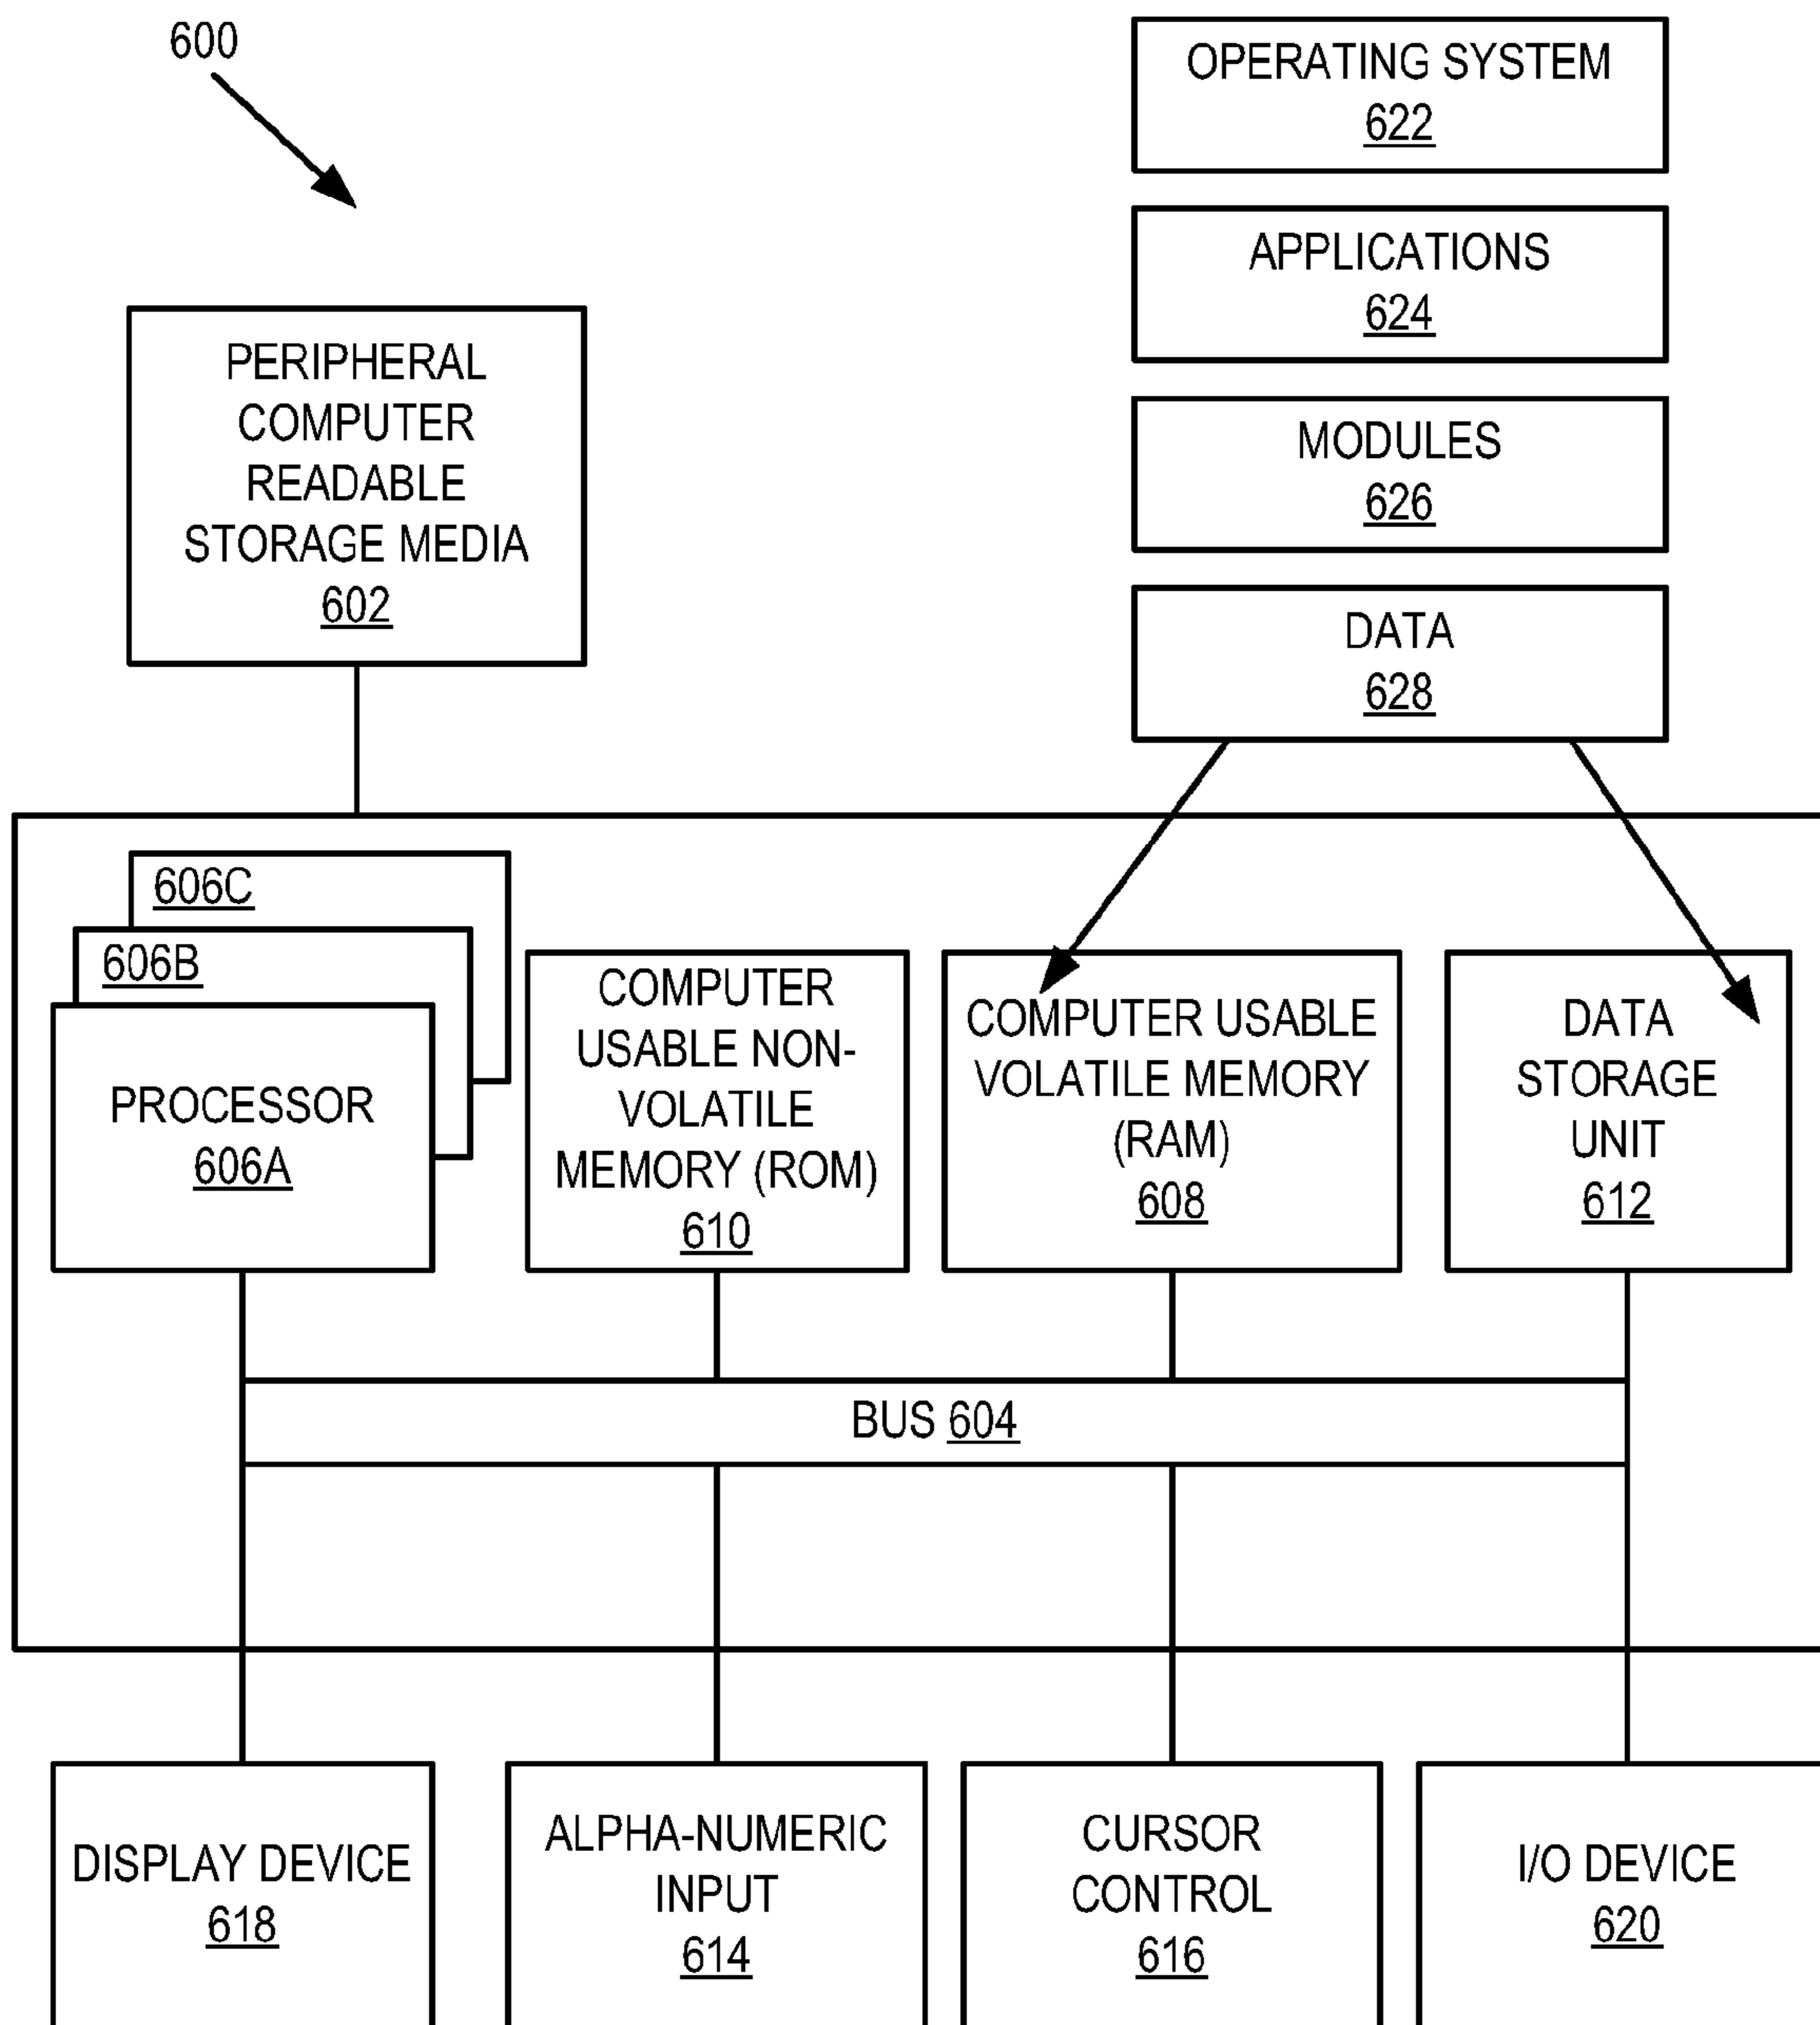 600
OPERATING SYSTEM
622
APPLICATIONS
624
PERIPHERAL
COMPUTER
READABLE
STORAGE MEDIA
602
MODULES
626
DATA
628
606C
606B
PROCESSOR
606A
COMPUTER
USABLE NON-
VOLATILE
MEMORY (ROM)
610
COMPUTER USABLE
VOLATILE MEMORY
(RAM)
608
DATA
STORAGE
UNIT
612
BUS 604
DISPLAY DEVICE
618
ALPHA-NUMERIC
INPUT
614
CURSOR
CONTROL
616
I/O DEVICE
620